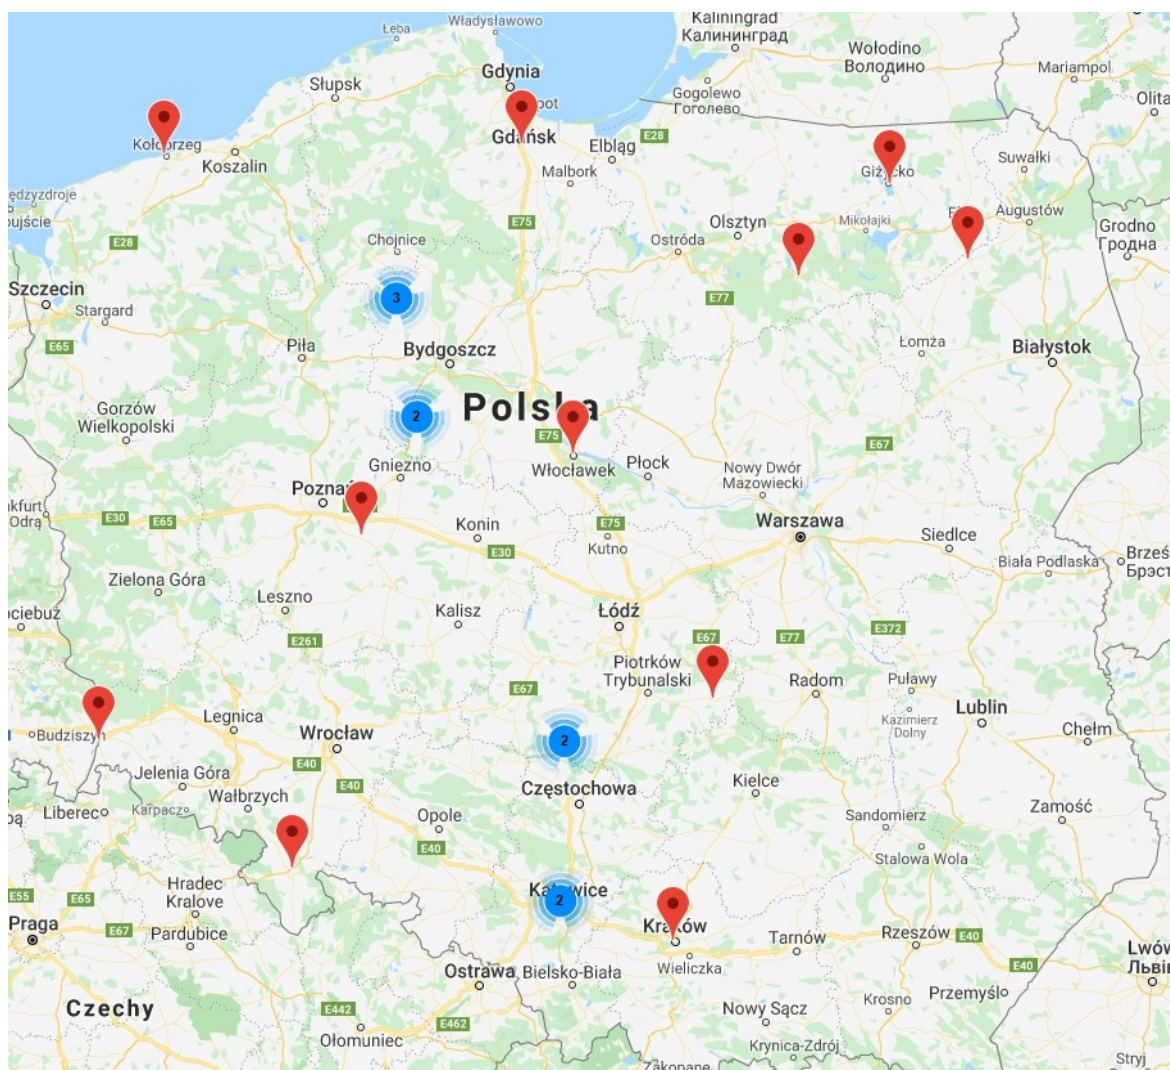 Władysławowo
Kaliningrad
Калининград
Łeba
Wołodino
Володино
Mariampol
Gdynia
Słupsk
Gogolewo
Гоголево
Gdańsk
E28
Elbląg
Kołobrzeg
Koszalin
Malbork
Giżycko
Suwałki
Augustów
Olsztyn
Mikołajki
E75
Ostróda
Grodno
Гродна
Chojnice
E28
Szczecin
Stargard
3
E77
E65
Piła
Bydgoszcz
Łomża
Białystok
Gorzów
Wielkopolski
2
Polska
E75
E67
Gniezno
Włocławek
Płock
Nowy Dwór
Mazowiecki
Poznań
E30
E65
Konin
E75
Warszawa
Siedlce
Kutno
E30
Biała Podlaska
Zielona Góra
Leszno
Kalisz
Łódź
E261
E67
E77
E372
Piotrków
Trybunalski
Radom
Puławy
E67
Legnica
Lublin
Kazimierz
Dolny
Budziszyn
Wrocław
2
Chełm
E40
Jelenia Góra
E40
Kielce
Częstochowa
Wałbrzych
Liberec
Karpacz
Opole
Sandomierz
Zamość
E40
Stalowa Wola
Hradec
Kralove
Katowice
E55
E65
2
Praga
E67
Pardubice
Kraków
Tarnów
Rzeszów
E40
Wieliczka
E40
Ostrawa
Bielsko-Biała
Przemyśl
Krosno
Czechy
E442
E462
Nowy Sącz
Ołomuniec
Krynica-Zdrój
Zakopane
Stryj